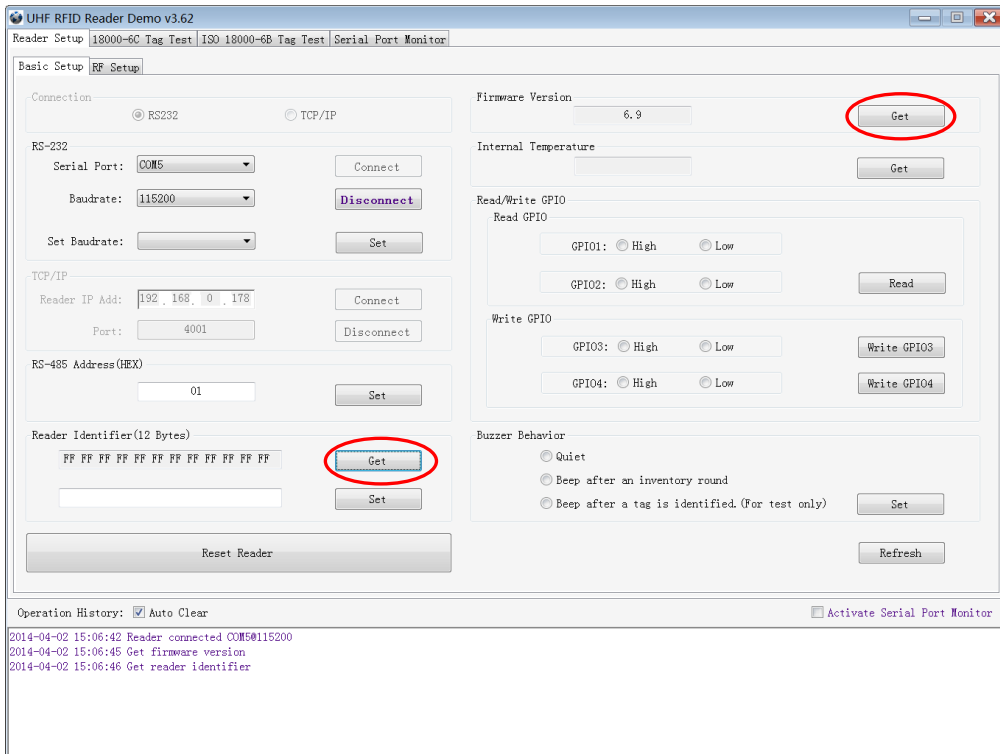 UHF RFID Reader Demo v3.62
Reader Setup 18000-6C Tag Test ISO 18000-6B Tag Test Serial Port Monitor
Basic Setup RF Setup
Connection
RS232 TCP/IP
RS-232
Serial Port: COM5 Connect
Baudrate: 115200 Disconnect
Set Baudrate: Set
TCP/IP
Reader IP Add: 192 . 168 . 0 . 178 Connect
Port: 4001 Disconnect
RS-485 Address(HEX)
01 Set
Reader Identifier(12 Bytes)
FF FF FF FF FF FF FF FF FF FF FF FF Get
Set
Reset Reader
Firmware Version
6.9 Get
Internal Temperature
Get
Read/Write GPIO
Read GPIO
GPIO1: High Low
GPIO2: High Low Read
Write GPIO
GPIO3: High Low Write GPIO3
GPIO4: High Low Write GPIO4
Buzzer Behavior
Quiet
Beep after an inventory round
Beep after a tag is identified.(For test only) Set
Refresh
Operation History: Auto Clear Activate Serial Port Monitor
2014-04-02 15:06:42 Reader connected COM5@115200
2014-04-02 15:06:45 Get firmware version
2014-04-02 15:06:46 Get reader identifier